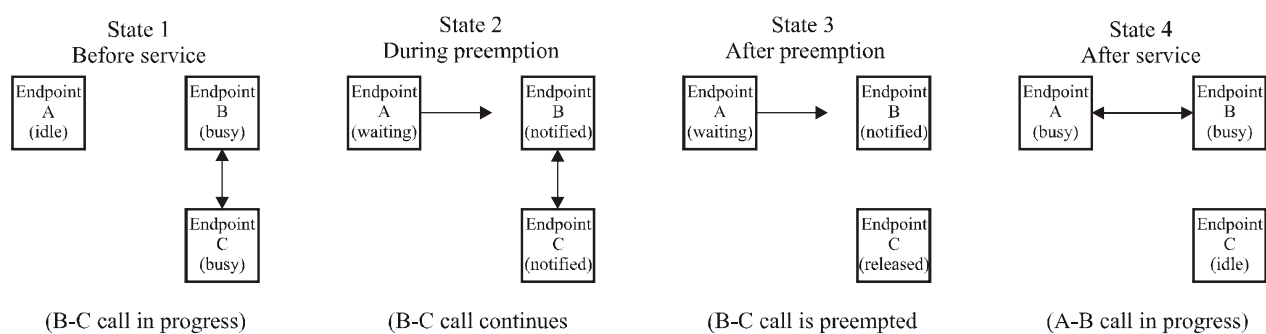 State 1
Before service
State 2
During preemption
State 3
After preemption
State 4
After service
Endpoint
A
(idle)
Endpoint
B
(busy)
Endpoint
A
(waiting)
Endpoint
B
(notified)
Endpoint
A
(waiting)
Endpoint
B
(notified)
Endpoint
A
(busy)
Endpoint
B
(busy)
Endpoint
C
(busy)
Endpoint
C
(notified)
Endpoint
C
(released)
Endpoint
C
(idle)
(B-C call in progress)
(B-C call continues
(B-C call is preempted
(A-B call in progress)